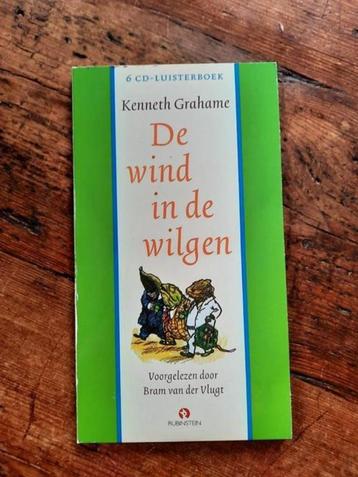 6 CD-LUISTERBOEK
Kenneth Grahame
De
wind
in de
wilgen
Voorgelezen door
Bram van der Vlugt
RUBINSTEIN